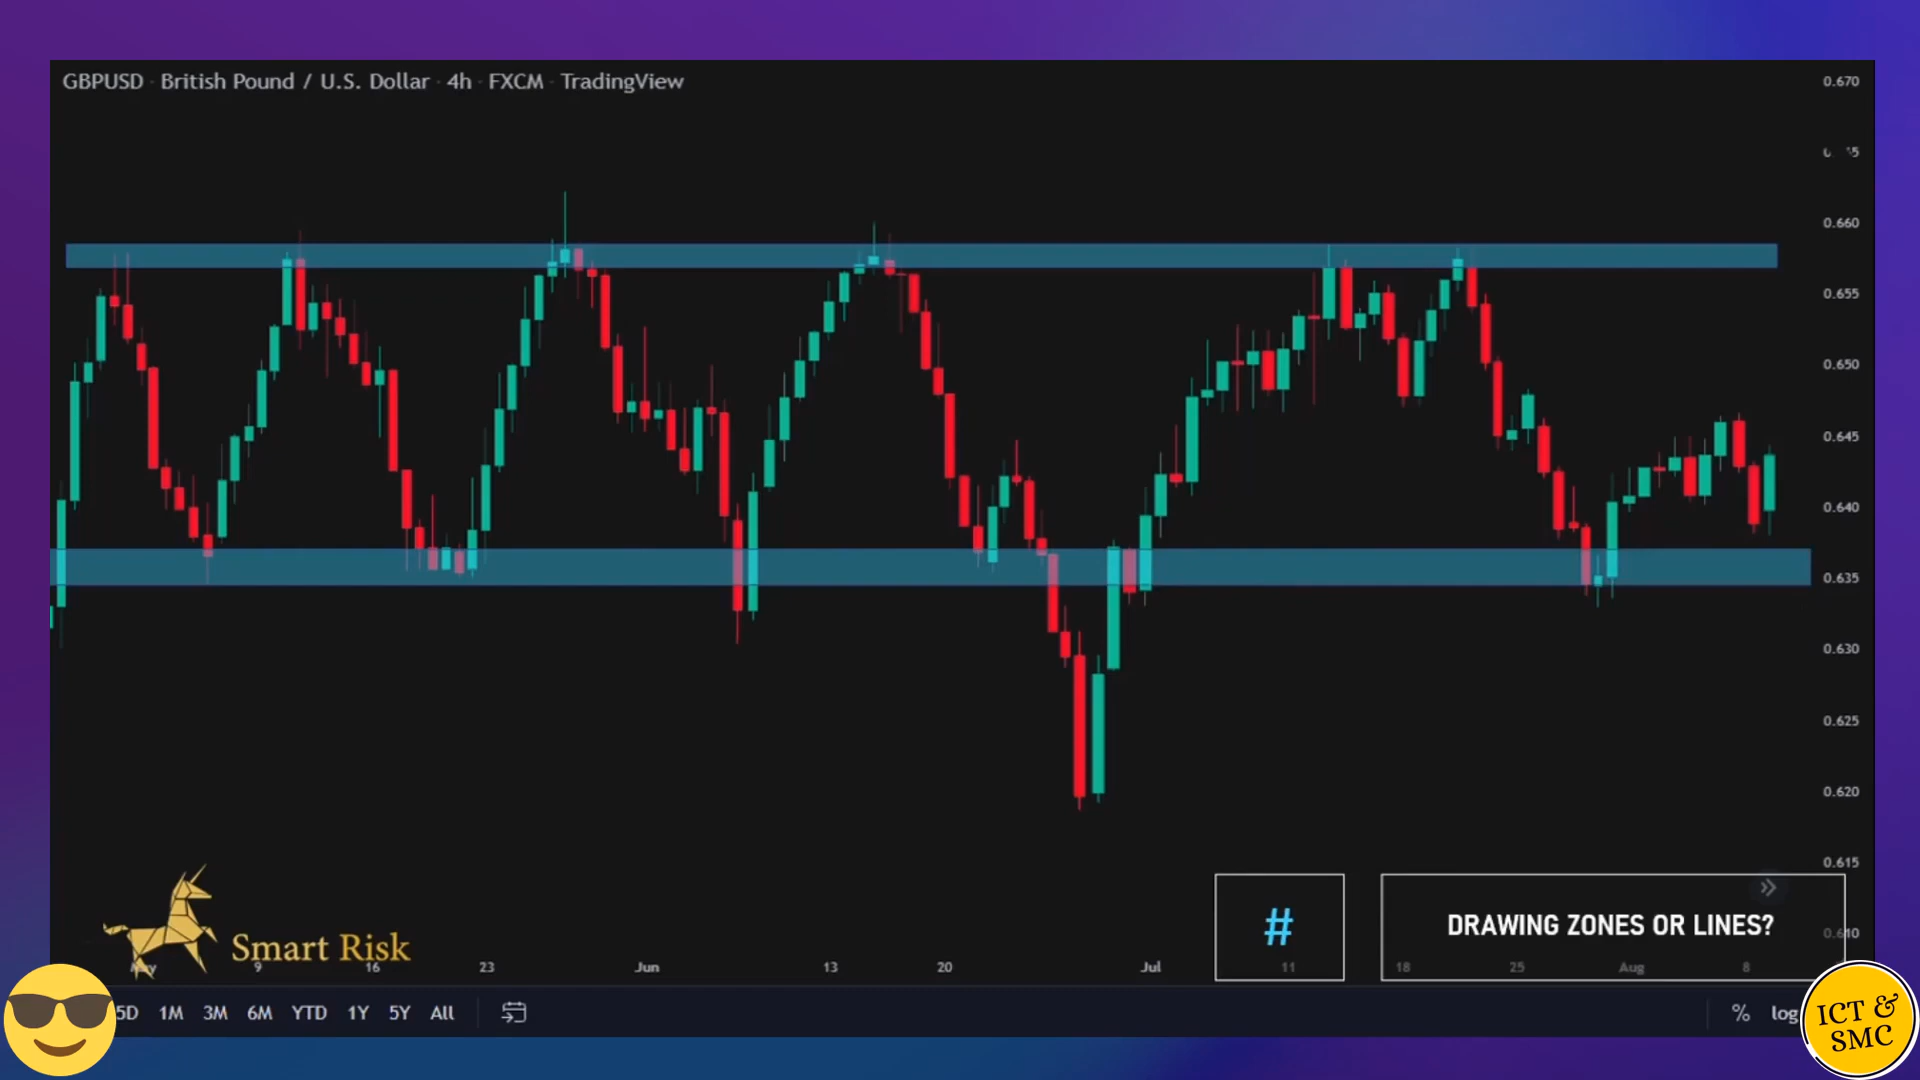 GBPUSD · British Pound / U.S. Dollar · 4h · FXCM · TradingView
0.670
0.660
0.655
0.650
0.645
0.640
0.635
0.630
0.625
0.620
0.615
#
DRAWING ZONES OR LINES?
Smart Risk
May 9 16 23 Jun 13 20 Jul 11 18 25 Aug 8
5D 1M 3M 6M YTD 1Y 5Y All
% log
ICT &
SMC